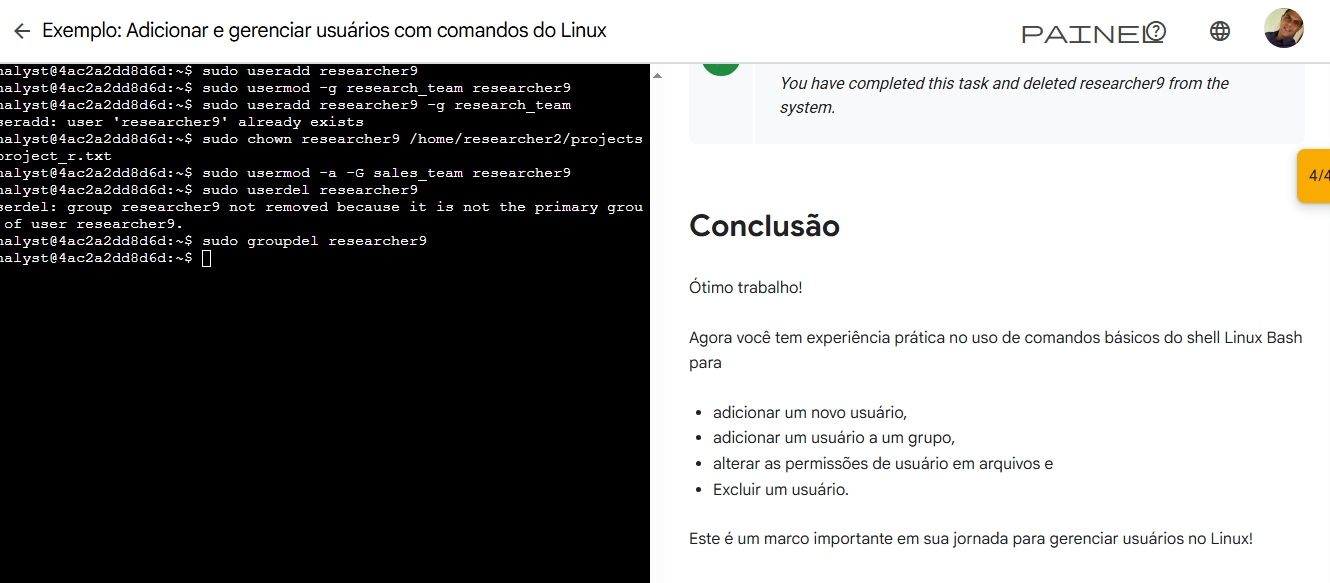 Exemplo: Adicionar e gerenciar usuários com comandos do Linux
PAINEL
nalyst@4ac2a2dd8d6d:~$ sudo useradd researcher9
nalyst@4ac2a2dd8d6d:~$ sudo usermod -g research_team researcher9
nalyst@4ac2a2dd8d6d:~$ sudo useradd researcher9 -g research_team
seradd: user 'researcher9' already exists
nalyst@4ac2a2dd8d6d:~$ sudo chown researcher9 /home/researcher2/projects
project_r.txt
nalyst@4ac2a2dd8d6d:~$ sudo usermod -a -G sales_team researcher9
nalyst@4ac2a2dd8d6d:~$ sudo userdel researcher9
serdel: group researcher9 not removed because it is not the primary grou
of user researcher9.
nalyst@4ac2a2dd8d6d:~$ sudo groupdel researcher9
nalyst@4ac2a2dd8d6d:~$
You have completed this task and deleted researcher9 from the
system.
4/4
Conclusão
Ótimo trabalho!
Agora você tem experiência prática no uso de comandos básicos do shell Linux Bash
para
• adicionar um novo usuário,
• adicionar um usuário a um grupo,
• alterar as permissões de usuário em arquivos e
• Excluir um usuário.
Este é um marco importante em sua jornada para gerenciar usuários no Linux!